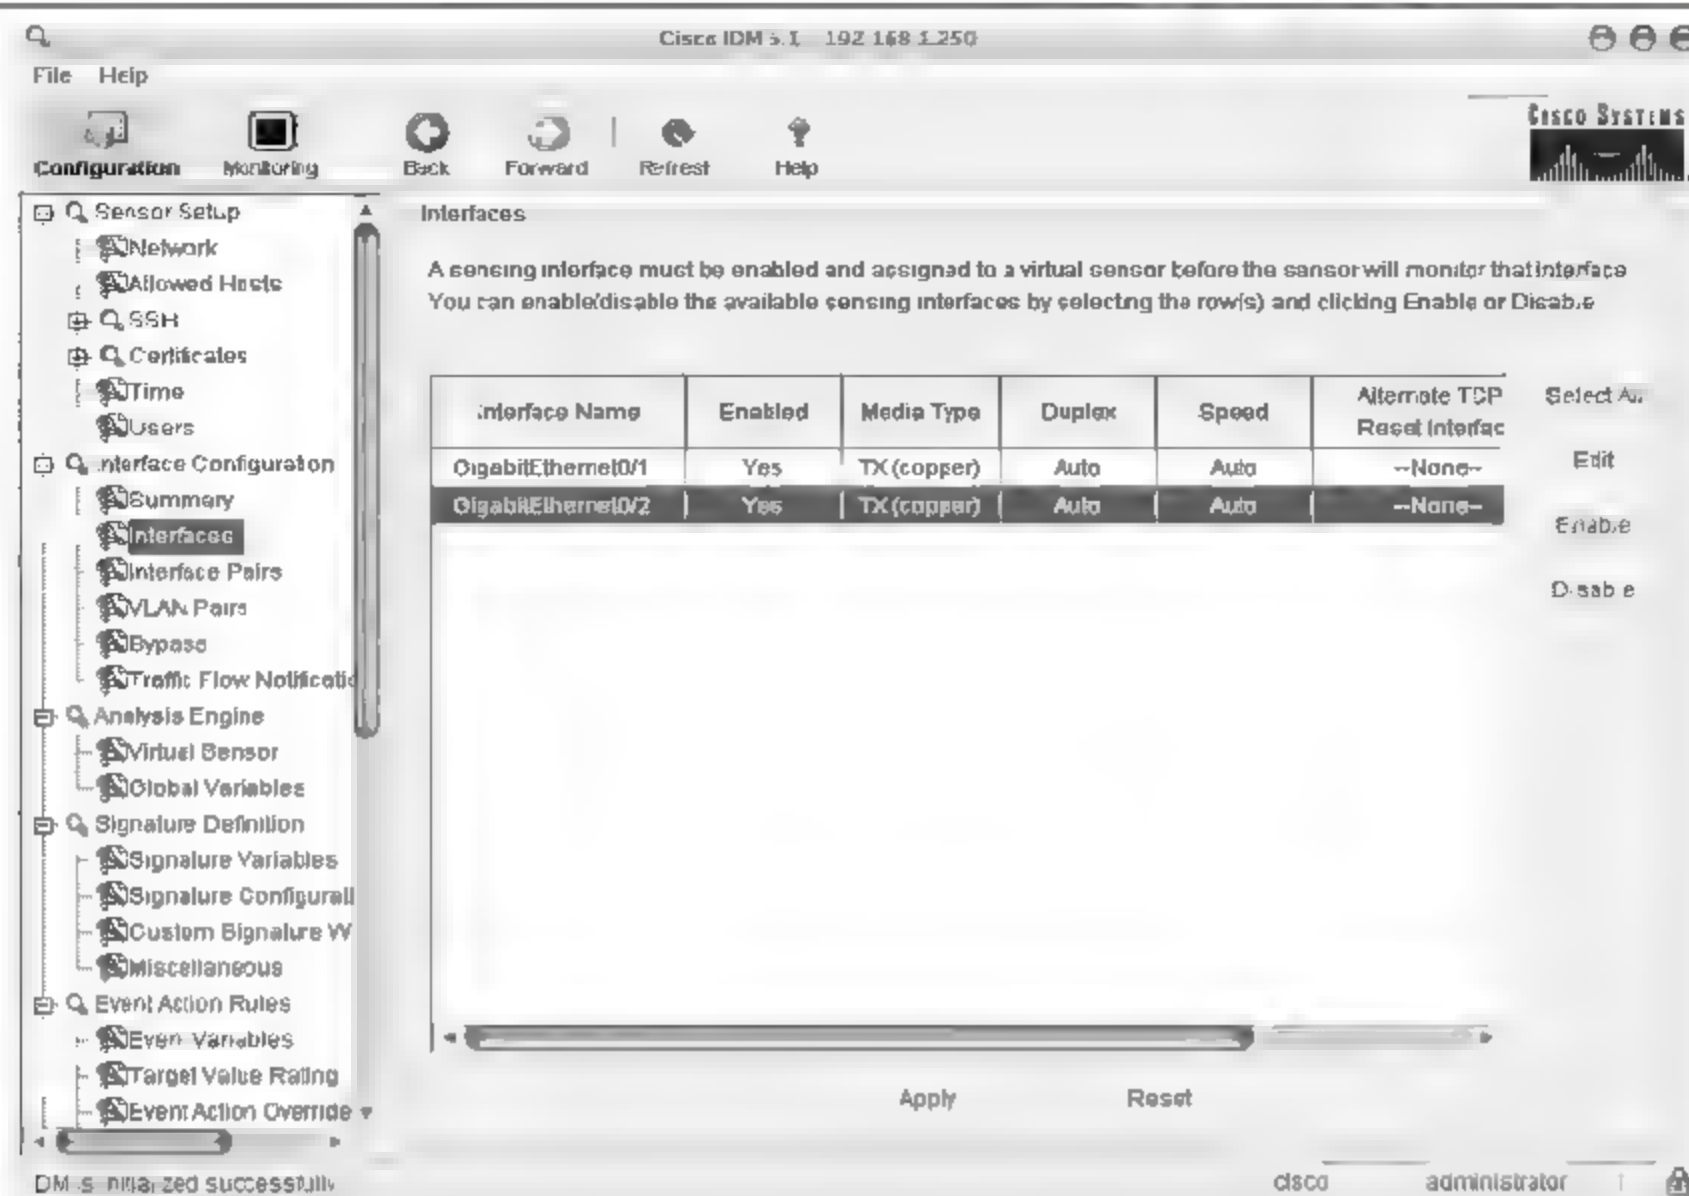 Cisco IDM 5.1 192.168.1.250
File Help
CISCO SYSTEMS
Configuration Monitoring Back Forward Refresh Help
Sensor Setup
Network
Allowed Hosts
SSH
Certificates
Time
Users
Interface Configuration
Summary
Interfaces
Interface Pairs
VLAN Pairs
Bypass
Traffic Flow Notificatio
Analysis Engine
Virtual Sensor
Global Variables
Signature Definition
Signature Variables
Signature Configurati
Custom Signature W
Miscellaneous
Event Action Rules
Event Variables
Target Value Rating
Event Action Override
Interfaces
A sensing interface must be enabled and assigned to a virtual sensor before the sensor will monitor that interface
You can enable/disable the available sensing interfaces by selecting the row(s) and clicking Enable or Disable
Interface Name Enabled Media Type Duplex Speed Alternate TCP Reset Interfac
GigabitEthernet0/1 Yes TX (copper) Auto Auto --None--
GigabitEthernet0/2 Yes TX (copper) Auto Auto --None--
Select All
Edit
Enable
Disable
Apply Reset
IDM is initialized successfully
cisco administrator